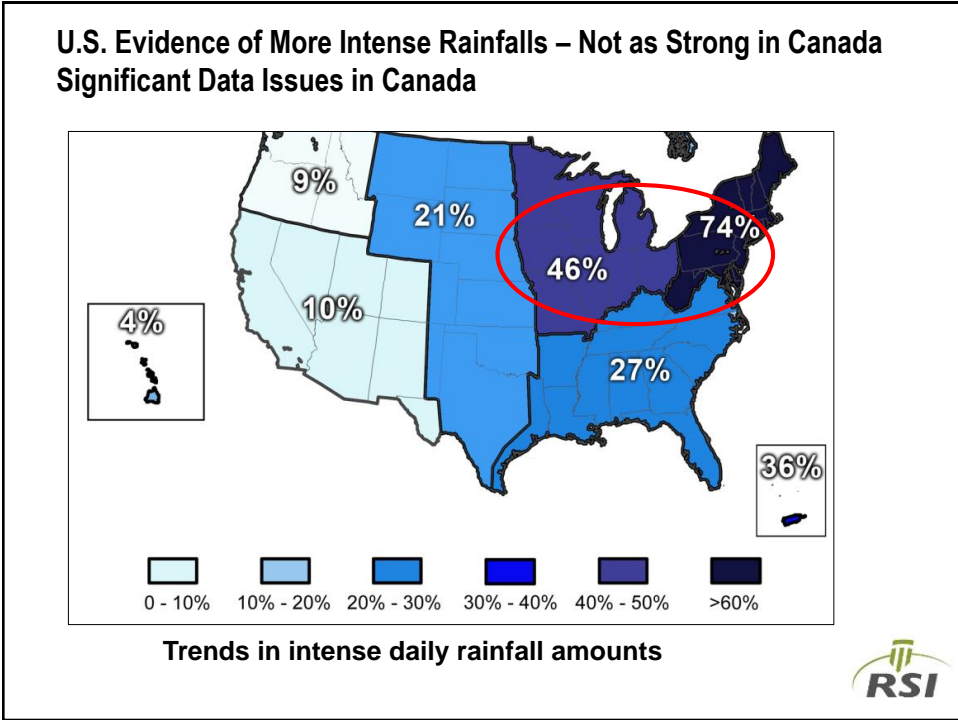 U.S. Evidence of More Intense Rainfalls – Not as Strong in Canada
Significant Data Issues in Canada
9%
21%
74%
46%
10%
4%
27%
36%
0 - 10%
10% - 20%
20% - 30%
30% - 40%
40% - 50%
>60%
Trends in intense daily rainfall amounts
RSI